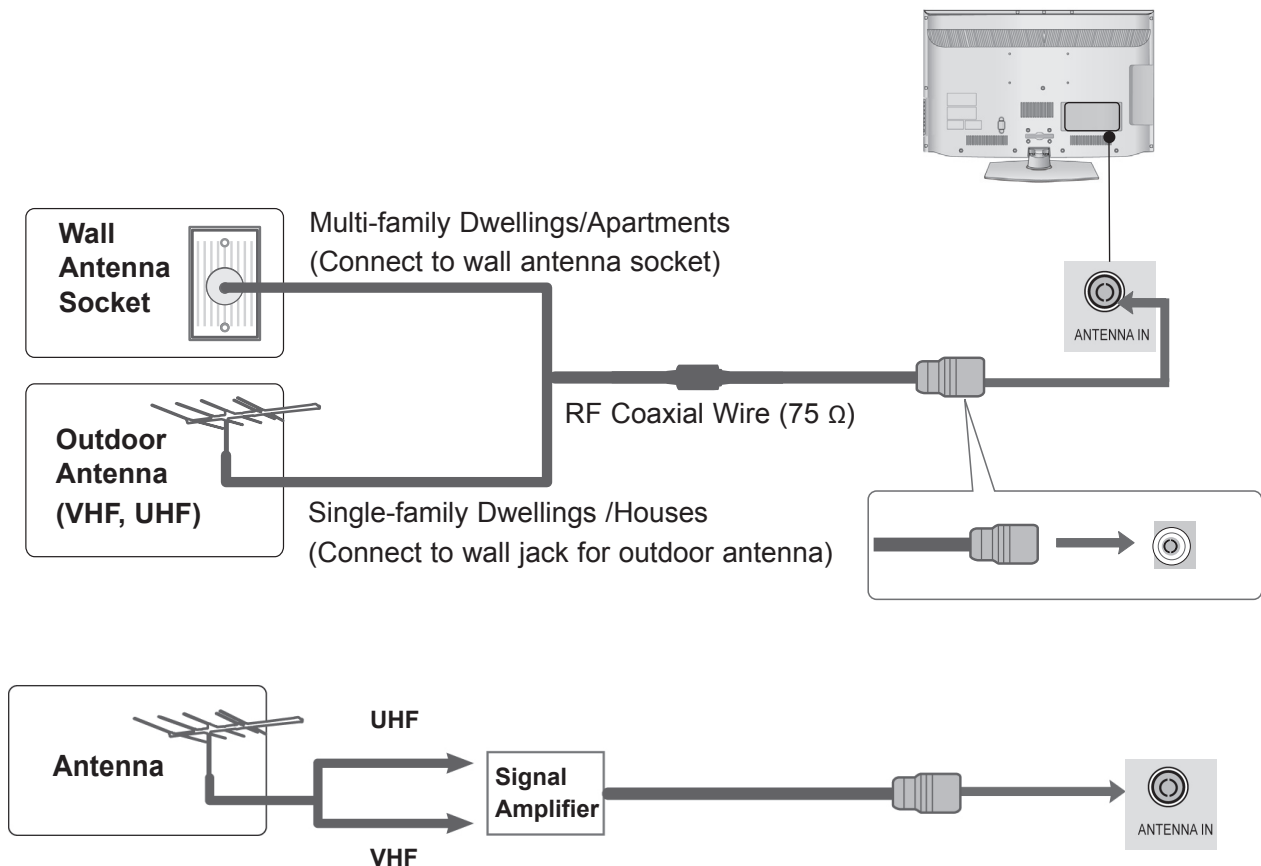 Wall
Antenna
Socket
Multi-family Dwellings/Apartments
(Connect to wall antenna socket)
ANTENNA IN
RF Coaxial Wire (75 Ω)
Outdoor
Antenna
(VHF, UHF)
Single-family Dwellings /Houses
(Connect to wall jack for outdoor antenna)
Antenna
UHF
VHF
Signal
Amplifier
ANTENNA IN